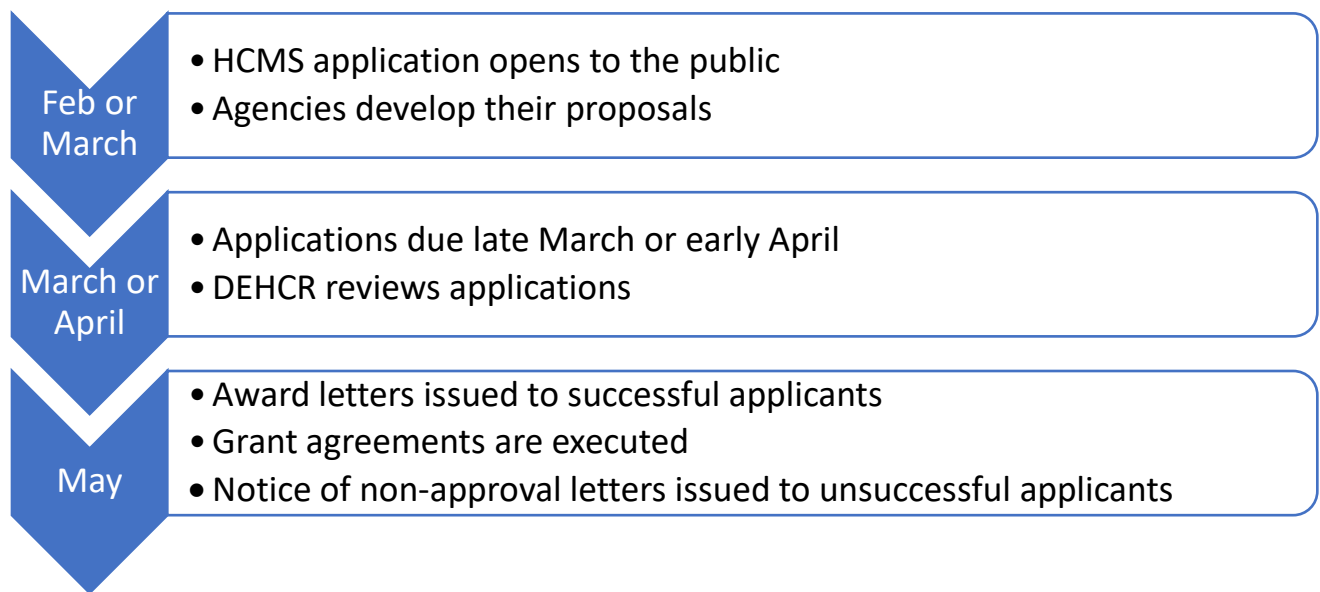 Feb or
March
• HCMS application opens to the public
• Agencies develop their proposals
March or
April
• Applications due late March or early April
• DEHCR reviews applications
May
• Award letters issued to successful applicants
• Grant agreements are executed
• Notice of non-approval letters issued to unsuccessful applicants